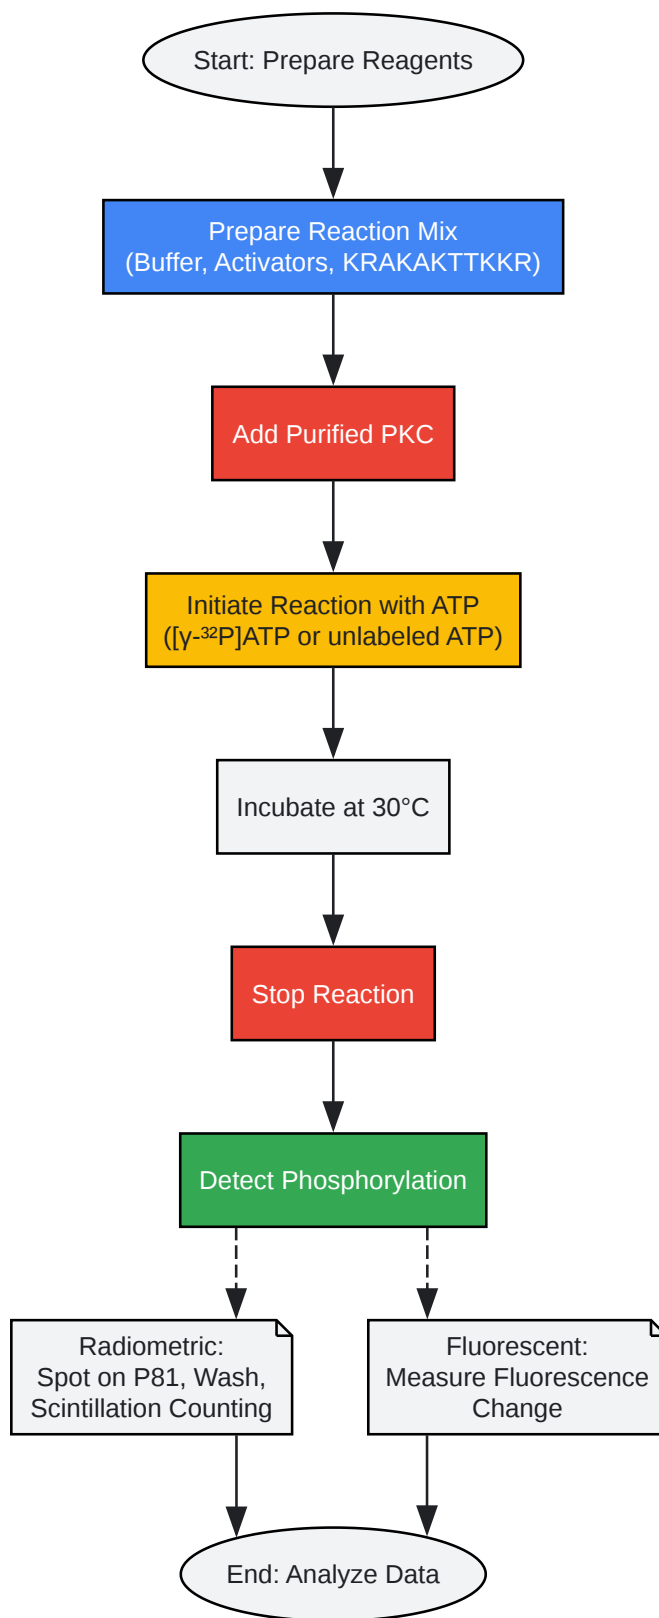 Start: Prepare Reagents
Prepare Reaction Mix
(Buffer, Activators, KRAKAKTTKKR)
Add Purified PKC
Initiate Reaction with ATP
([γ-³²P]ATP or unlabeled ATP)
Incubate at 30°C
Stop Reaction
Detect Phosphorylation
Radiometric:
Spot on P81, Wash,
Scintillation Counting
Fluorescent:
Measure Fluorescence
Change
End: Analyze Data